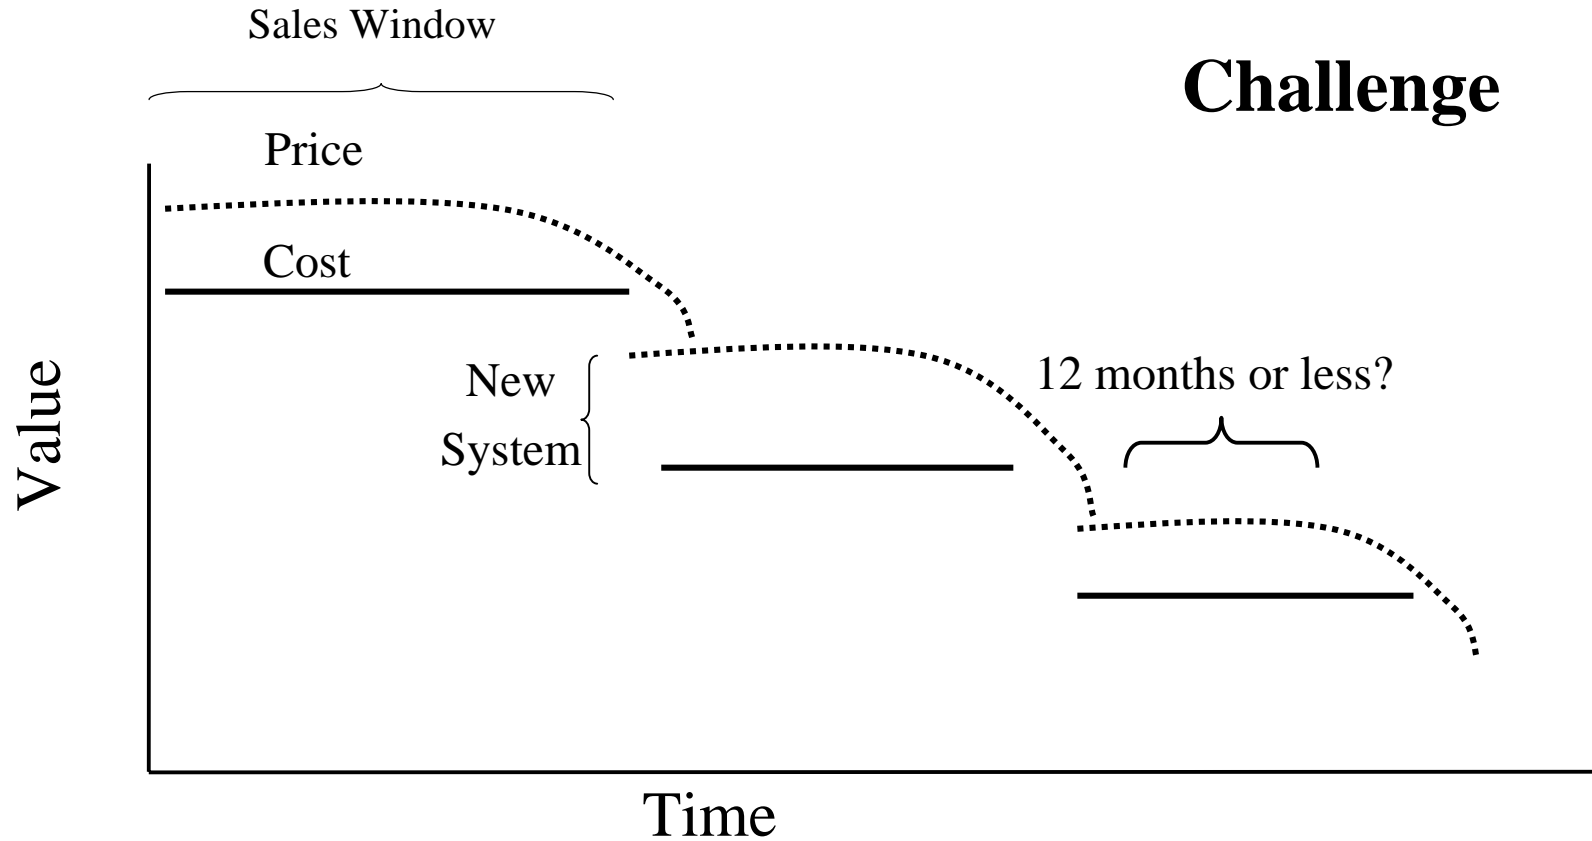 Sales Window
Challenge
Price
Cost
New
System
12 months or less?
Value
Time